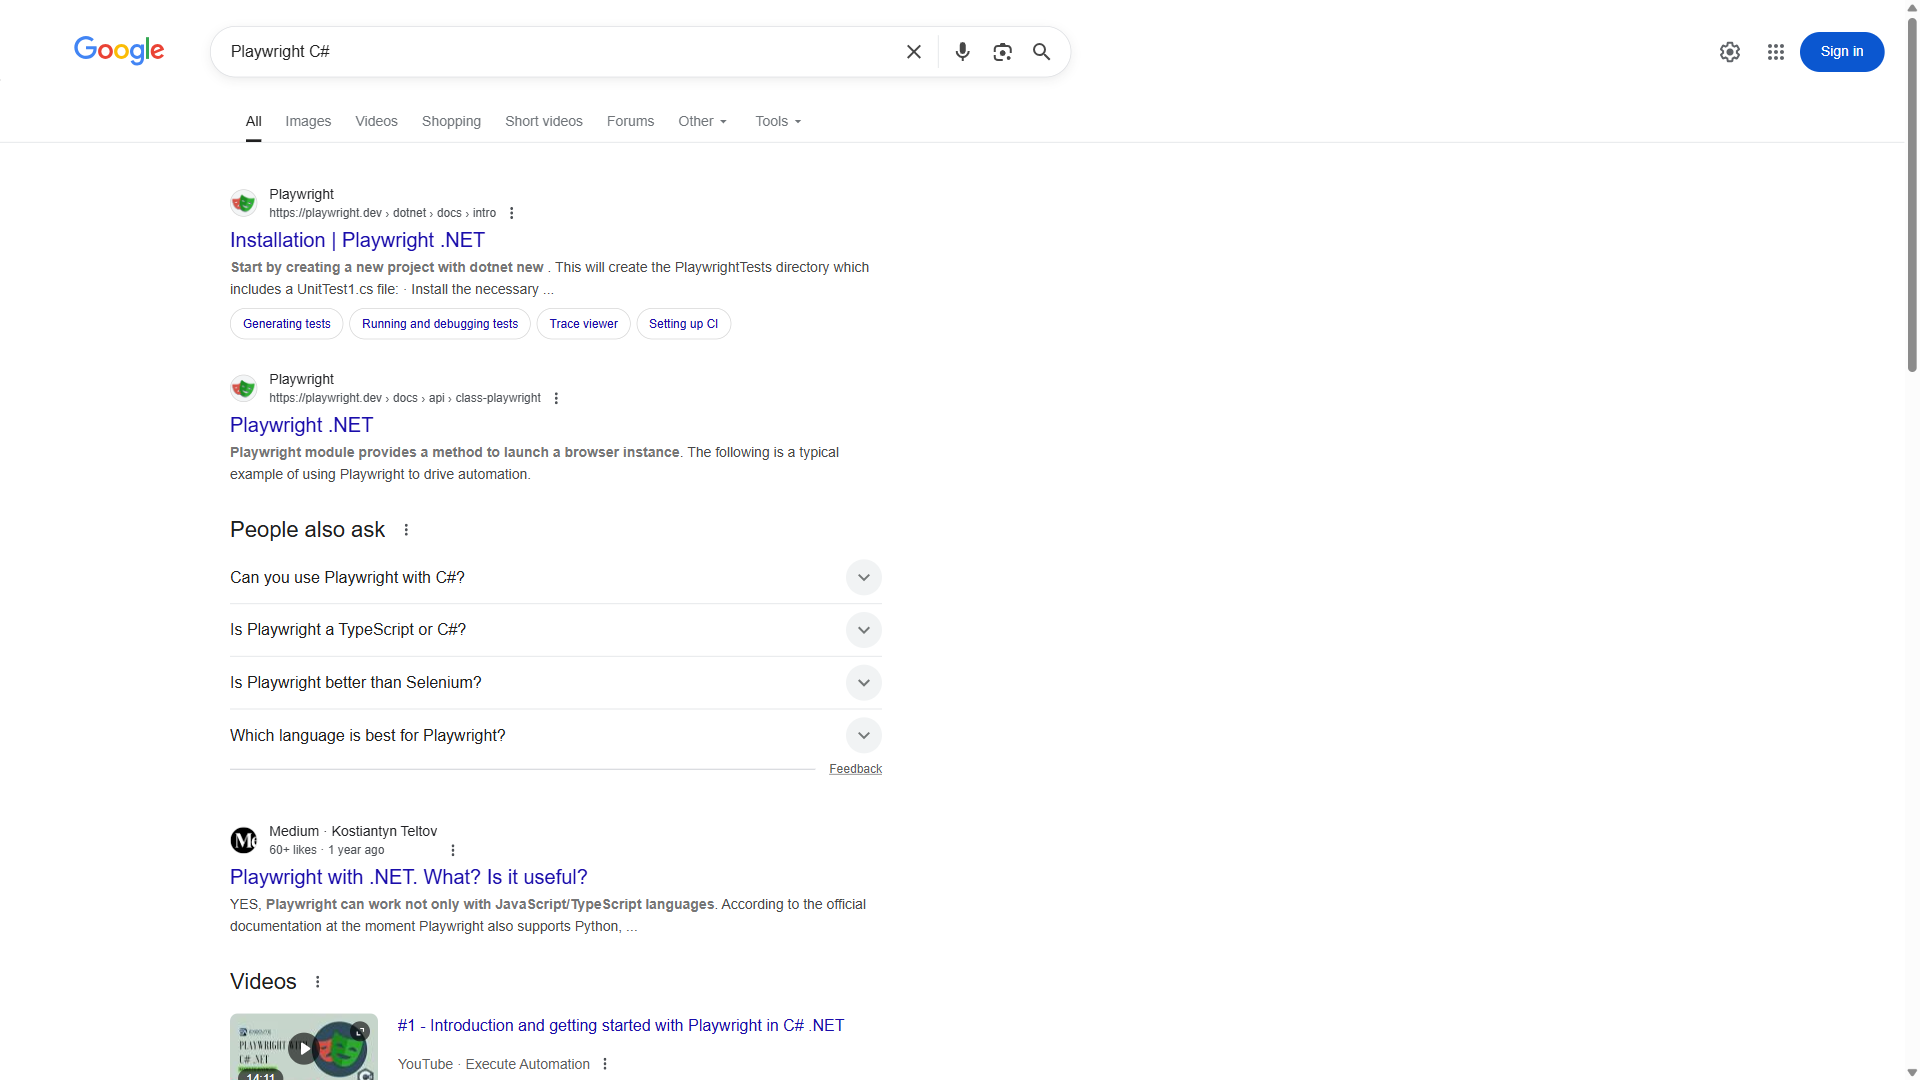 Google
Playwright C#
Sign in
All
Images
Videos
Shopping
Short videos
Forums
Other
Tools
Playwright
https://playwright.dev › dotnet › docs › intro
Installation | Playwright .NET
Start by creating a new project with dotnet new . This will create the PlaywrightTests directory which
includes a UnitTest1.cs file: · Install the necessary ...
Generating tests
Running and debugging tests
Trace viewer
Setting up CI
Playwright
https://playwright.dev › docs › api › class-playwright
Playwright .NET
Playwright module provides a method to launch a browser instance. The following is a typical
example of using Playwright to drive automation.
People also ask
Can you use Playwright with C#?
Is Playwright a TypeScript or C#?
Is Playwright better than Selenium?
Which language is best for Playwright?
Feedback
Medium · Kostiantyn Teltov
60+ likes · 1 year ago
Playwright with .NET. What? Is it useful?
YES, Playwright can work not only with JavaScript/TypeScript languages. According to the official
documentation at the moment Playwright also supports Python, ...
Videos
#1 - Introduction and getting started with Playwright in C# .NET
YouTube · Execute Automation
C# .NET
14:11